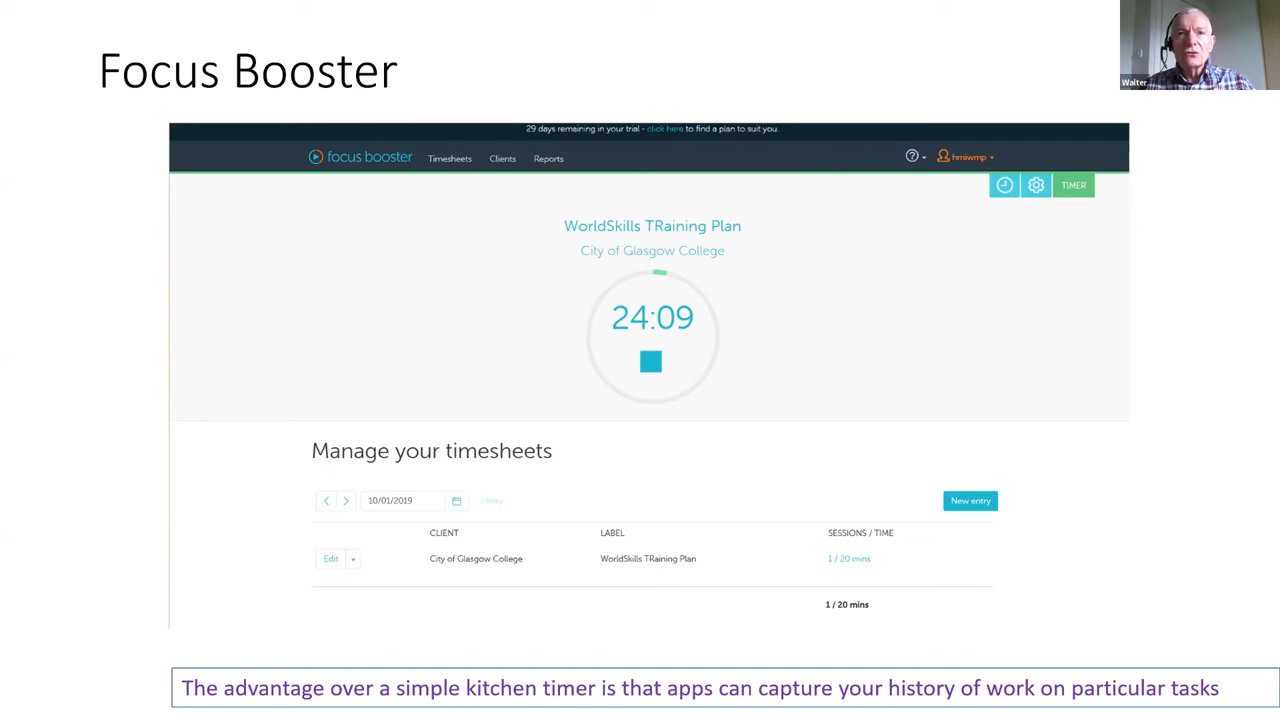 Focus Booster
Walter
29 days remaining in your trial - click here to find a plan to suit you.
focus booster Timesheets Clients Reports
? hmiwmp
TIMER
WorldSkills TRaining Plan
City of Glasgow College
24:09
Manage your timesheets
10/01/2019 today New entry
CLIENT LABEL SESSIONS / TIME
Edit City of Glasgow College WorldSkills TRaining Plan 1 / 20 mins
1 / 20 mins
The advantage over a simple kitchen timer is that apps can capture your history of work on particular tasks